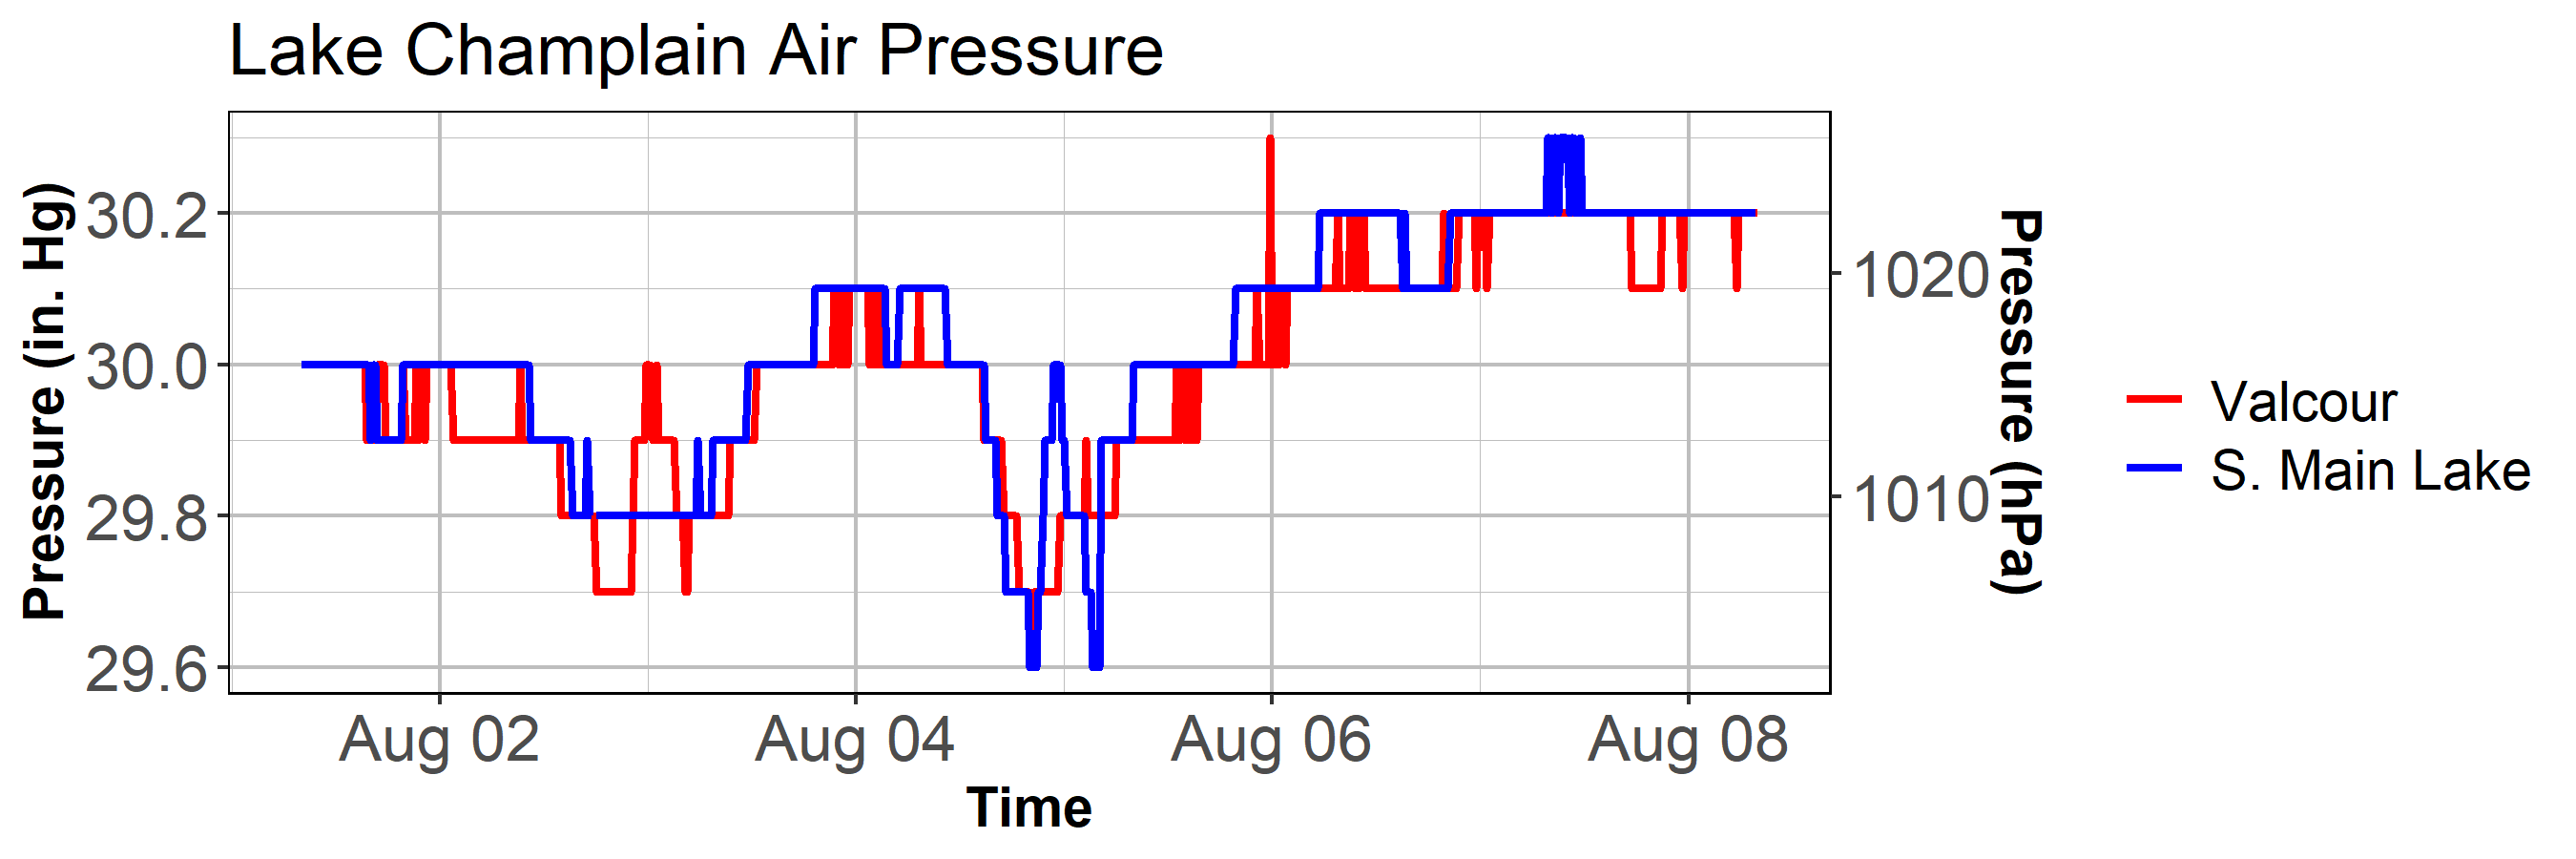 Lake Champlain Air Pressure
Pressure (in. Hg)
30.2
30.0
29.8
29.6
1020
1010
Pressure (hPa)
Valcour
S. Main Lake
Aug 02
Aug 04
Aug 06
Aug 08
Time